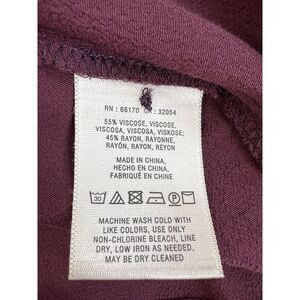 RN : 66170 CA : 32054
55% VISCOSE, VISCOSE,
VISCOSA, VISCOSA, VISKOSE;
45% RAYON, RAYONNE,
RAYÓN, RAYON, REYON
MADE IN CHINA,
HECHO EN CHINA,
FABRIQUÉ EN CHINE
30
P
MACHINE WASH COLD WITH
LIKE COLORS, USE ONLY
NON-CHLORINE BLEACH, LINE
DRY, LOW IRON AS NEEDED,
MAY BE DRY CLEANED